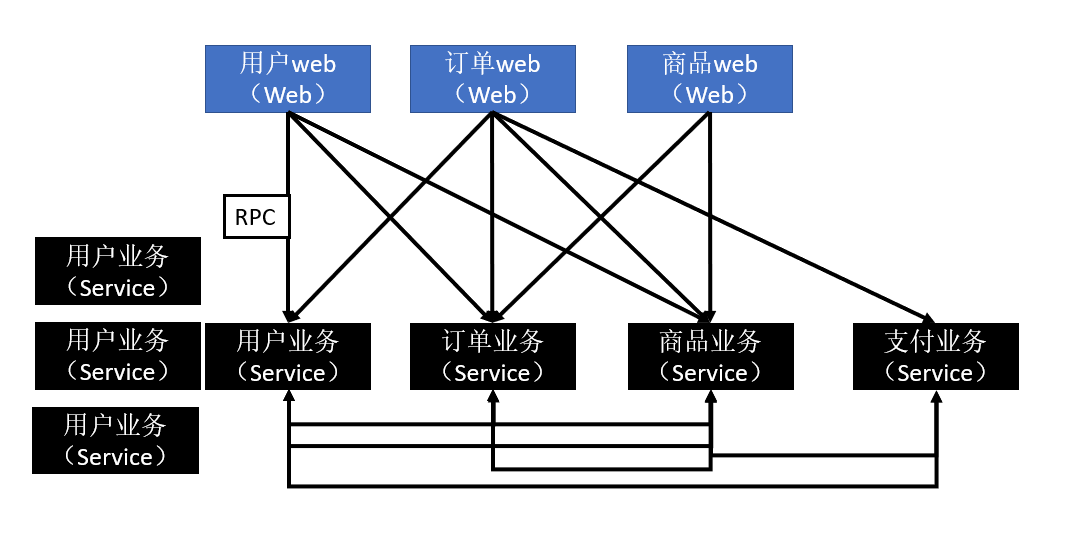 用户web
（Web）
订单web
（Web）
商品web
（Web）
RPC
用户业务
（Service）
用户业务
（Service）
用户业务
（Service）
订单业务
（Service）
商品业务
（Service）
支付业务
（Service）
用户业务
（Service）